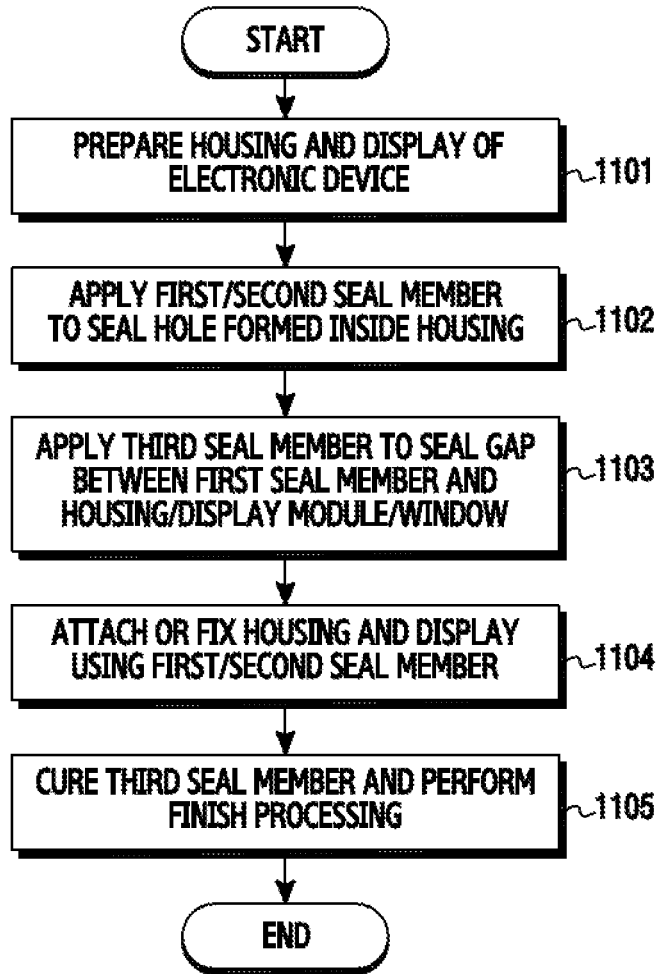 START
PREPARE HOUSING AND DISPLAY OF
ELECTRONIC DEVICE
1101
APPLY FIRST/SECOND SEAL MEMBER
TO SEAL HOLE FORMED INSIDE HOUSING
1102
APPLY THIRD SEAL MEMBER TO SEAL GAP
BETWEEN FIRST SEAL MEMBER AND
HOUSING/DISPLAY MODULE/WINDOW
1103
ATTACH OR FIX HOUSING AND DISPLAY
USING FIRST/SECOND SEAL MEMBER
1104
CURE THIRD SEAL MEMBER AND PERFORM
FINISH PROCESSING
1105
END